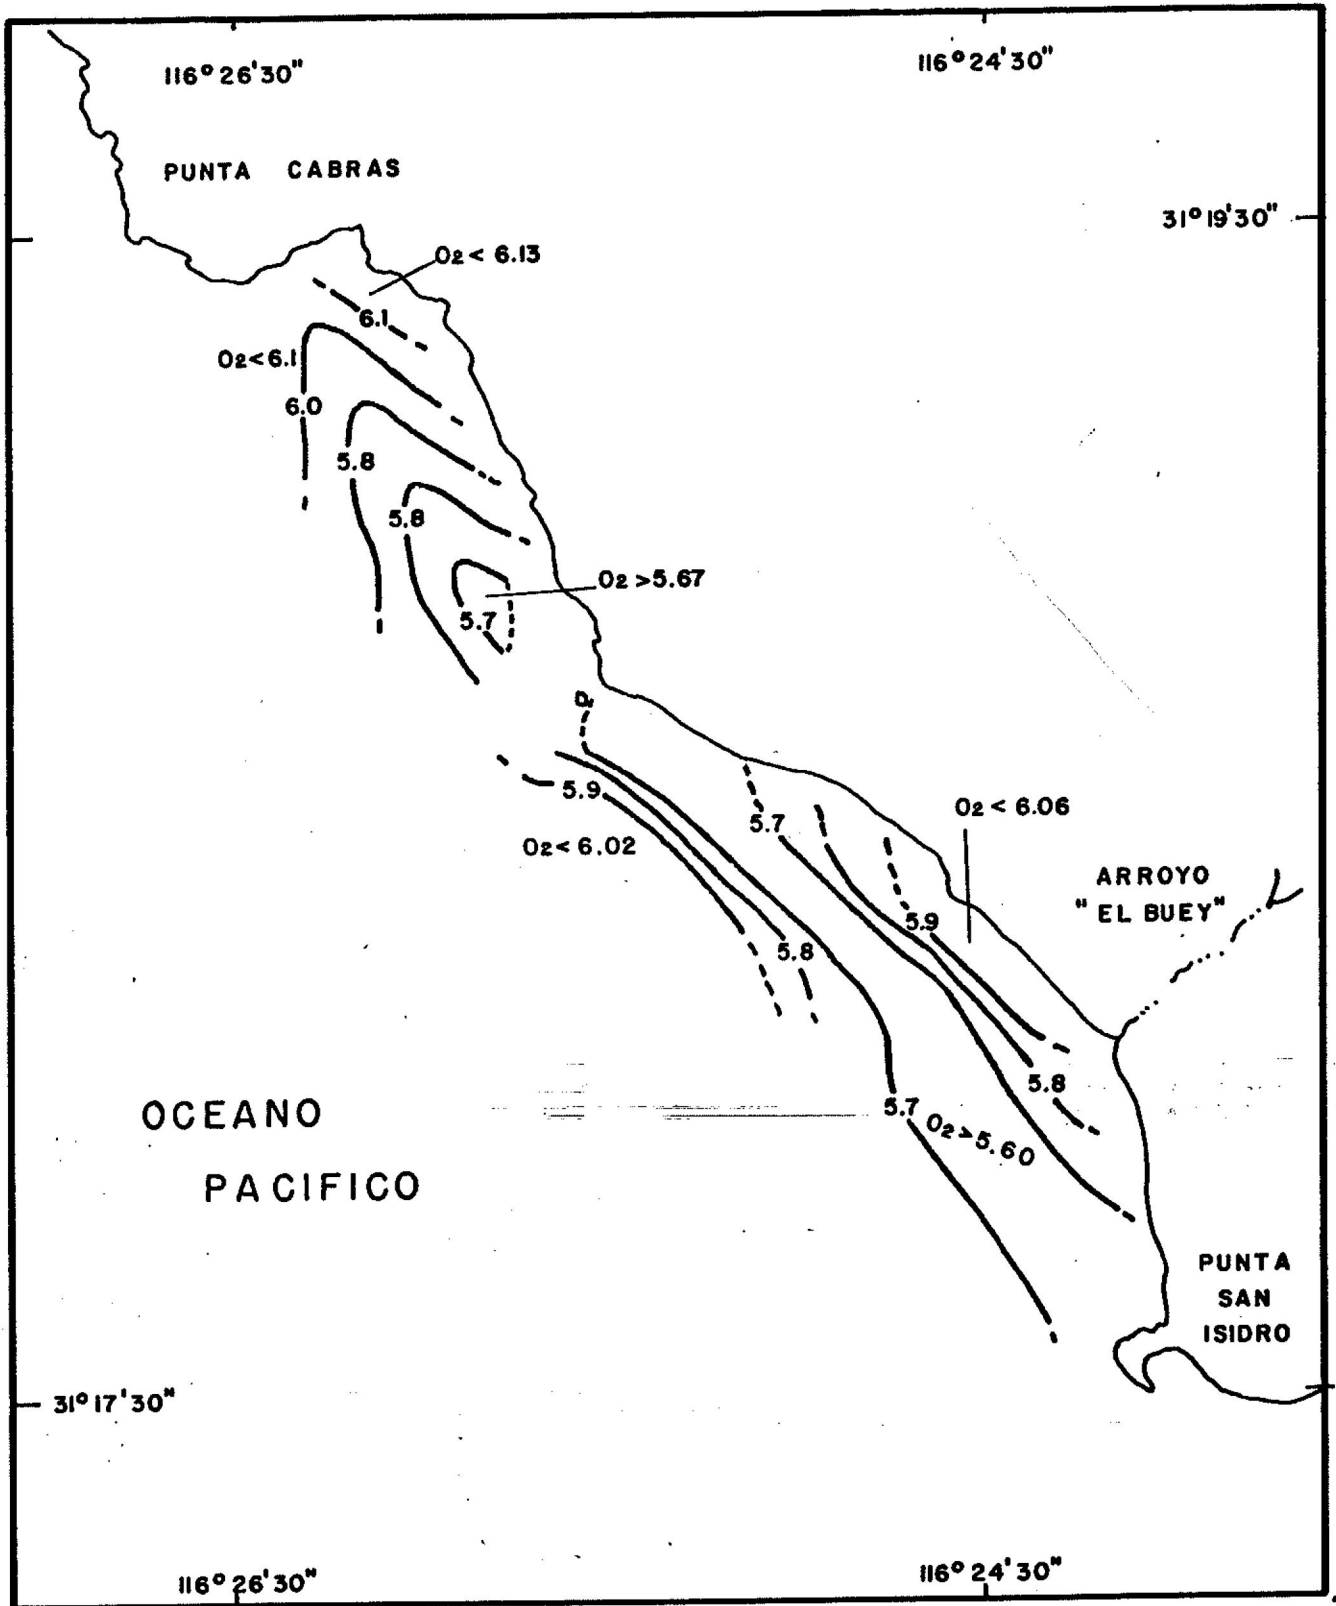 116° 26' 30"
116° 24' 30"
PUNTA CABRAS
31° 19' 30"
O2 < 6.13
6.1
O2 < 6.1
6.0
5.8
5.8
O2 > 5.67
5.7
5.9
5.7
O2 < 6.06
O2 < 6.02
ARROYO
"EL BUEY"
5.9
5.8
5.8
5.7
O2 > 5.60
OCEANO
PACIFICO
PUNTA
SAN
ISIDRO
31° 17' 30"
116° 26' 30"
116° 24' 30"